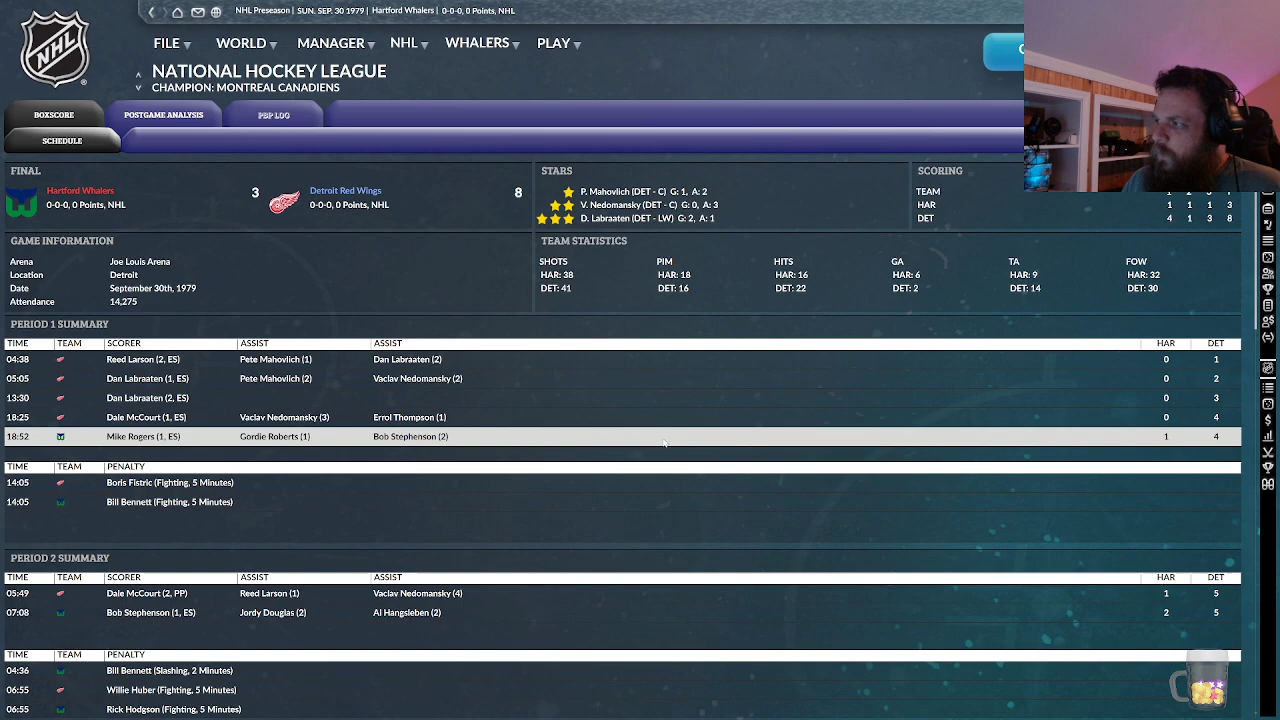 NHL Preseason | SUN. SEP. 30 1979 | Hartford Whalers | 0-0-0, 0 Points, NHL
NHL
FILE WORLD MANAGER NHL WHALERS PLAY
NATIONAL HOCKEY LEAGUE
CHAMPION: MONTREAL CANADIENS
BOXSCORE POSTGAME ANALYSIS PBP LOG
SCHEDULE
FINAL
Hartford Whalers 3 Detroit Red Wings 8
0-0-0, 0 Points, NHL 0-0-0, 0 Points, NHL
STARS
P. Mahovlich (DET - C) G: 1, A: 2
V. Nedomansky (DET - C) G: 0, A: 3
D. Labraaten (DET - LW) G: 2, A: 1
SCORING
TEAM
HAR 1 1 1 3
DET 4 1 3 8
GAME INFORMATION
Arena Joe Louis Arena
Location Detroit
Date September 30th, 1979
Attendance 14,275
TEAM STATISTICS
SHOTS PIM HITS GA TA FOW
HAR: 38 HAR: 18 HAR: 16 HAR: 6 HAR: 9 HAR: 32
DET: 41 DET: 16 DET: 22 DET: 2 DET: 14 DET: 30
PERIOD 1 SUMMARY
TIME TEAM SCORER ASSIST ASSIST HAR DET
04:38 Reed Larson (2, ES) Pete Mahovlich (1) Dan Labraaten (2) 0 1
05:05 Dan Labraaten (1, ES) Pete Mahovlich (2) Vaclav Nedomansky (2) 0 2
13:30 Dan Labraaten (2, ES) 0 3
18:25 Dale McCourt (1, ES) Vaclav Nedomansky (3) Errol Thompson (1) 0 4
18:52 Mike Rogers (1, ES) Gordie Roberts (1) Bob Stephenson (2) 1 4
TIME TEAM PENALTY
14:05 Boris Fistric (Fighting, 5 Minutes)
14:05 Bill Bennett (Fighting, 5 Minutes)
PERIOD 2 SUMMARY
TIME TEAM SCORER ASSIST ASSIST HAR DET
05:49 Dale McCourt (2, PP) Reed Larson (1) Vaclav Nedomansky (4) 1 5
07:08 Bob Stephenson (1, ES) Jordy Douglas (2) Al Hangsleben (2) 2 5
TIME TEAM PENALTY
04:36 Bill Bennett (Slashing, 2 Minutes)
06:55 Willie Huber (Fighting, 5 Minutes)
06:55 Rick Hodgson (Fighting, 5 Minutes)